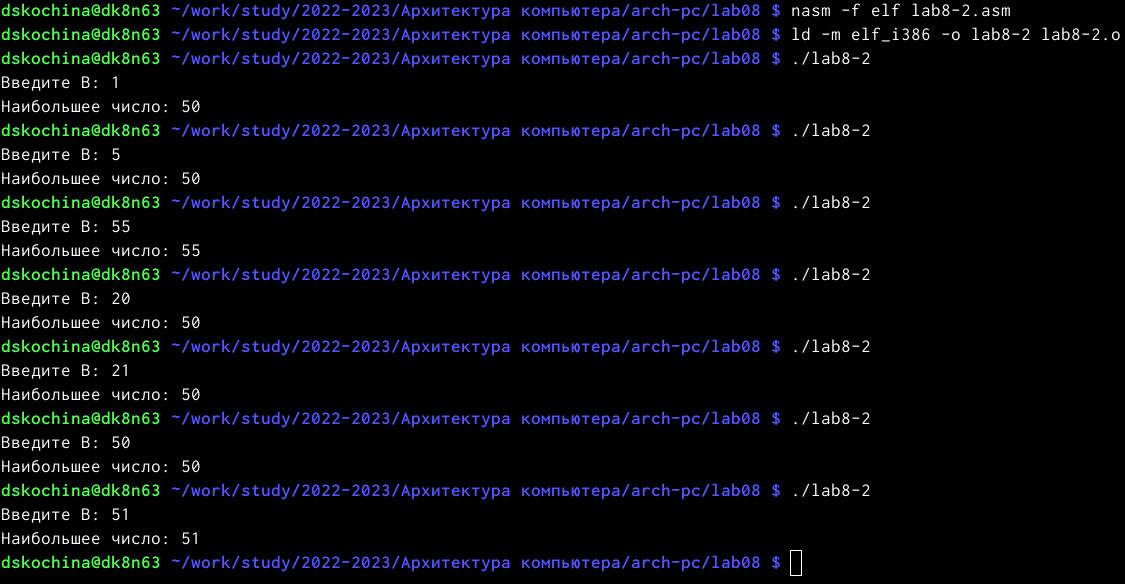 dskochina@dk8n63 ~/work/study/2022-2023/Архитектура компьютера/arch-pc/lab08 $ nasm -f elf lab8-2.asm
dskochina@dk8n63 ~/work/study/2022-2023/Архитектура компьютера/arch-pc/lab08 $ ld -m elf_i386 -o lab8-2 lab8-2.o
dskochina@dk8n63 ~/work/study/2022-2023/Архитектура компьютера/arch-pc/lab08 $ ./lab8-2
Введите B: 1
Наибольшее число: 50
dskochina@dk8n63 ~/work/study/2022-2023/Архитектура компьютера/arch-pc/lab08 $ ./lab8-2
Введите B: 5
Наибольшее число: 50
dskochina@dk8n63 ~/work/study/2022-2023/Архитектура компьютера/arch-pc/lab08 $ ./lab8-2
Введите B: 55
Наибольшее число: 55
dskochina@dk8n63 ~/work/study/2022-2023/Архитектура компьютера/arch-pc/lab08 $ ./lab8-2
Введите B: 20
Наибольшее число: 50
dskochina@dk8n63 ~/work/study/2022-2023/Архитектура компьютера/arch-pc/lab08 $ ./lab8-2
Введите B: 21
Наибольшее число: 50
dskochina@dk8n63 ~/work/study/2022-2023/Архитектура компьютера/arch-pc/lab08 $ ./lab8-2
Введите B: 50
Наибольшее число: 50
dskochina@dk8n63 ~/work/study/2022-2023/Архитектура компьютера/arch-pc/lab08 $ ./lab8-2
Введите B: 51
Наибольшее число: 51
dskochina@dk8n63 ~/work/study/2022-2023/Архитектура компьютера/arch-pc/lab08 $